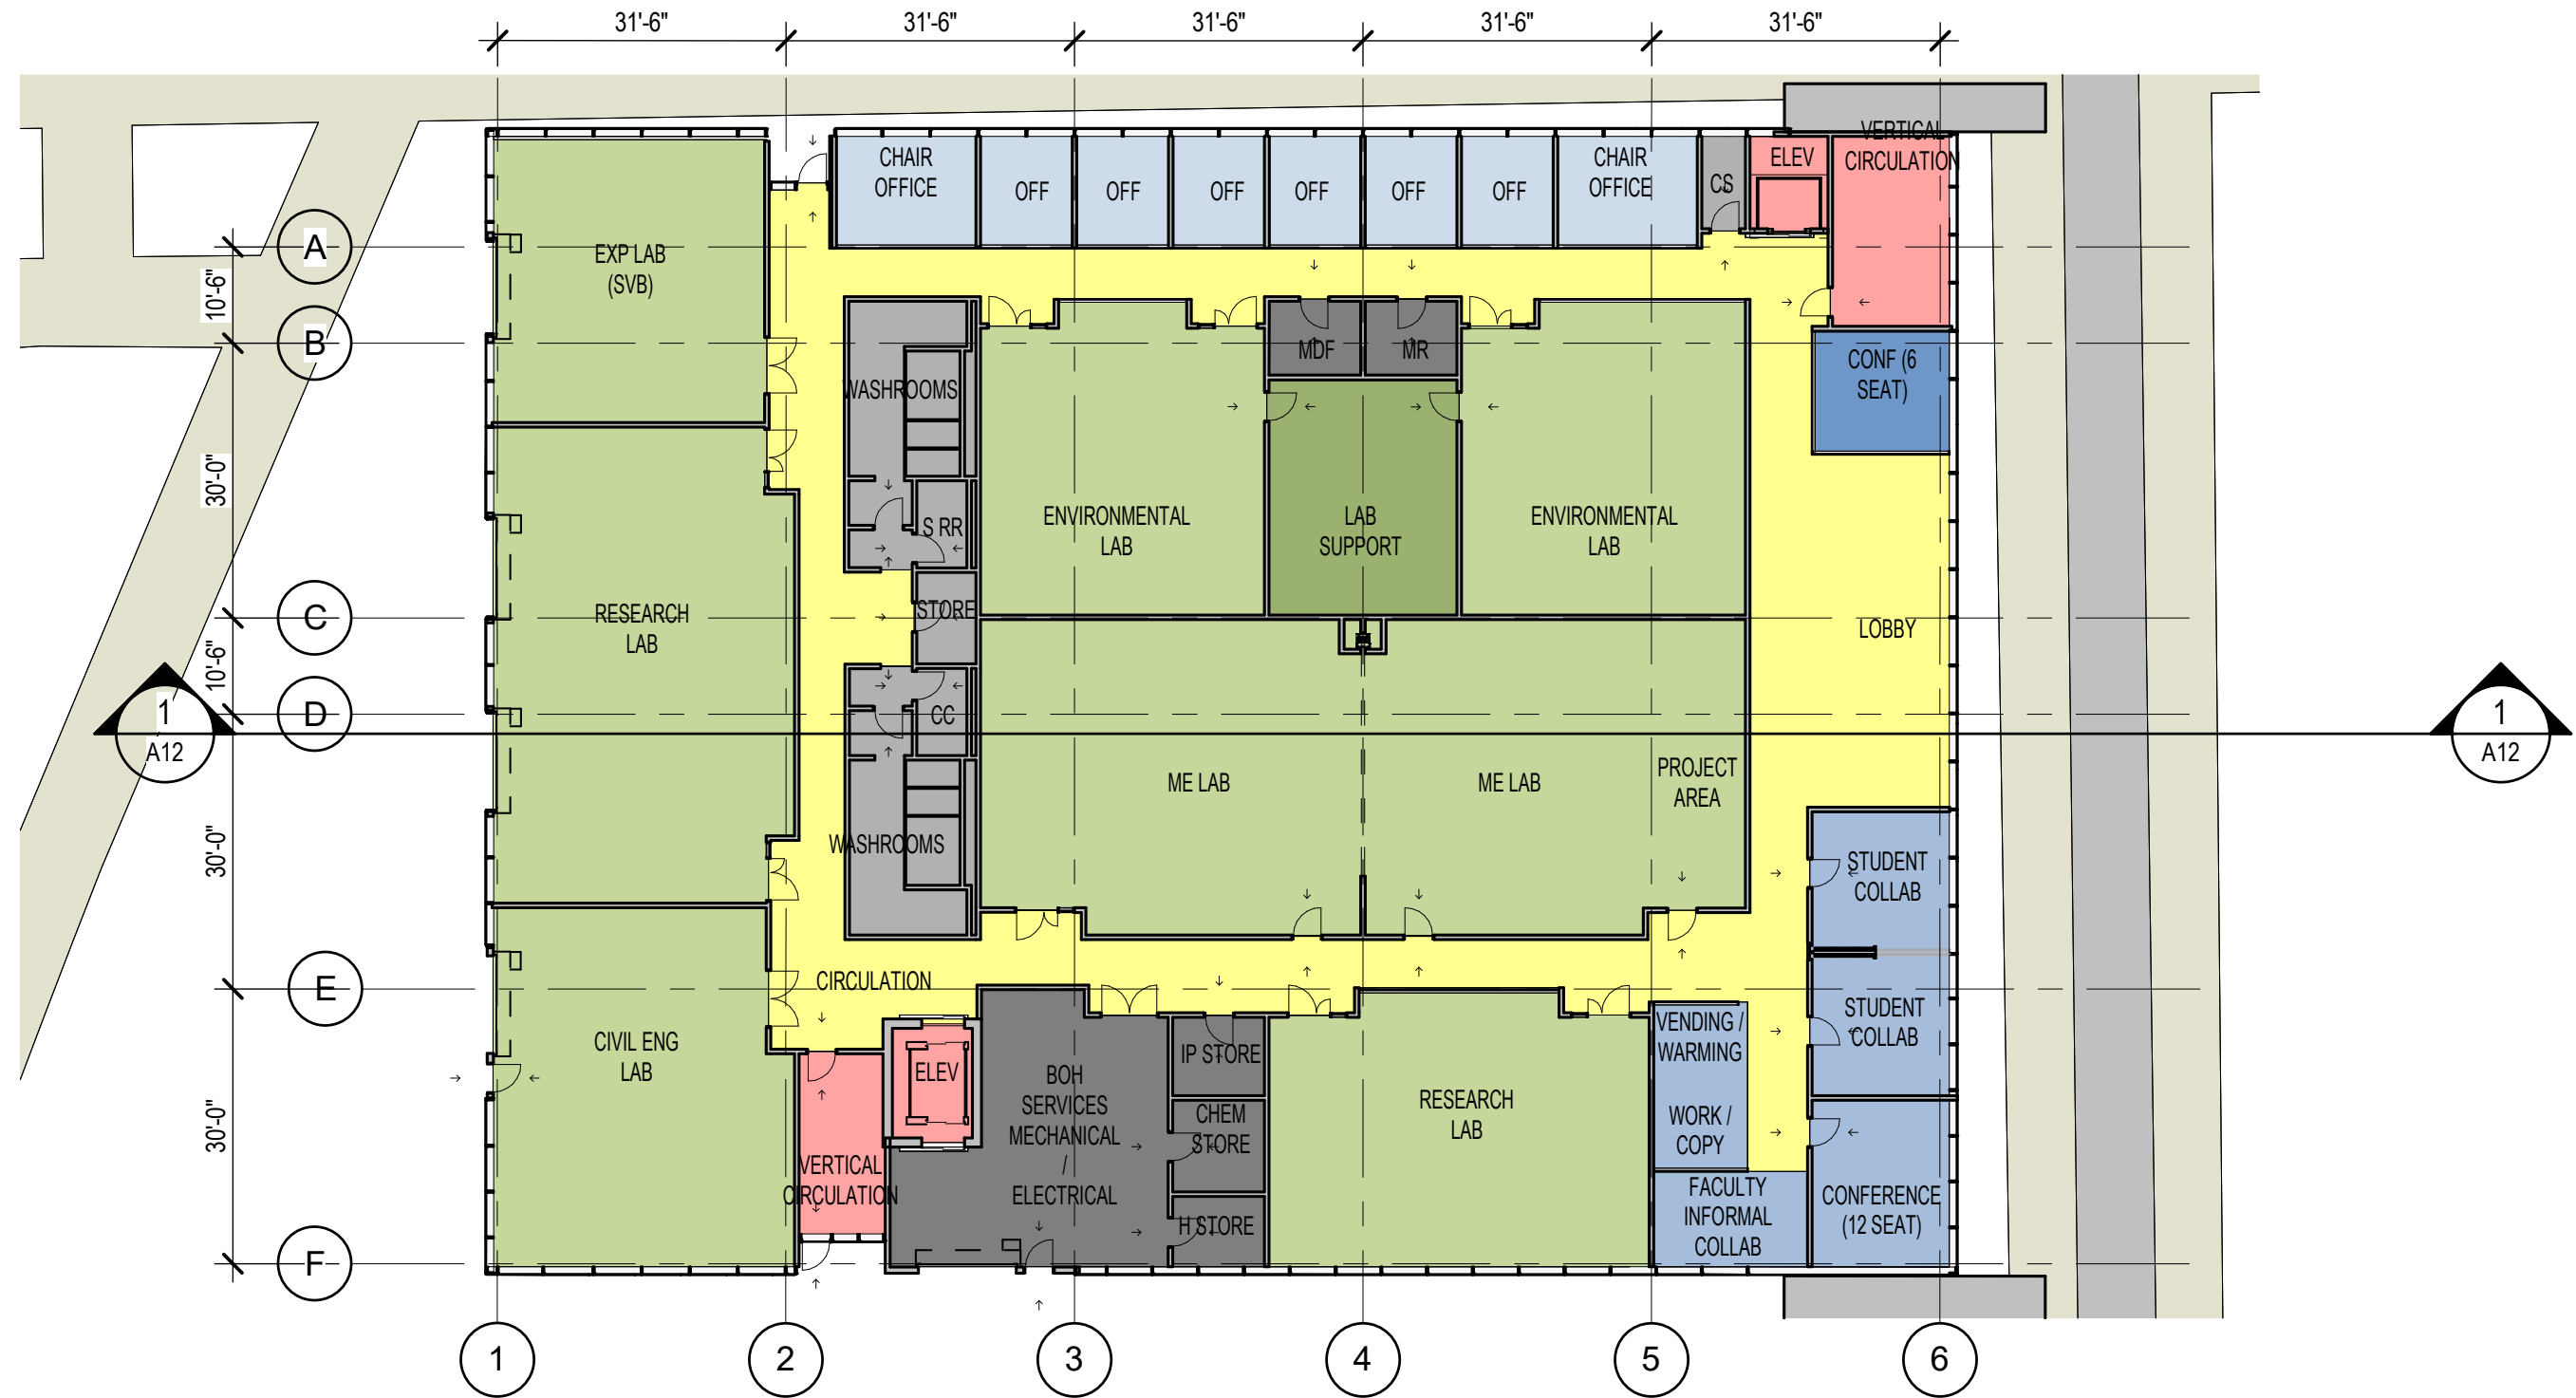 31'-6"
31'-6"
31'-6"
31'-6"
31'-6"
VERTICAL
CIRCULATION
CHAIR
OFFICE
OFF
OFF
OFF
OFF
OFF
OFF
CHAIR
OFFICE
CS
ELEV
A
EXP LAB
(SVB)
10'-6"
B
MDF
MR
CONF (6
SEAT)
WASHROOMS
30'-0"
ENVIRONMENTAL
LAB
LAB
SUPPORT
ENVIRONMENTAL
LAB
S RR
C
RESEARCH
LAB
STORE
LOBBY
10'-6"
D
CC
1
A12
1
A12
ME LAB
ME LAB
PROJECT
AREA
30'-0"
WASHROOMS
STUDENT
COLLAB
E
CIRCULATION
STUDENT
COLLAB
CIVIL ENG
LAB
ELEV
BOH
SERVICES
MECHANICAL
/
ELECTRICAL
IP STORE
CHEM
STORE
H STORE
RESEARCH
LAB
VENDING /
WARMING
WORK /
COPY
30'-0"
VERTICAL
CIRCULATION
FACULTY
INFORMAL
COLLAB
CONFERENCE
(12 SEAT)
F
1
2
3
4
5
6